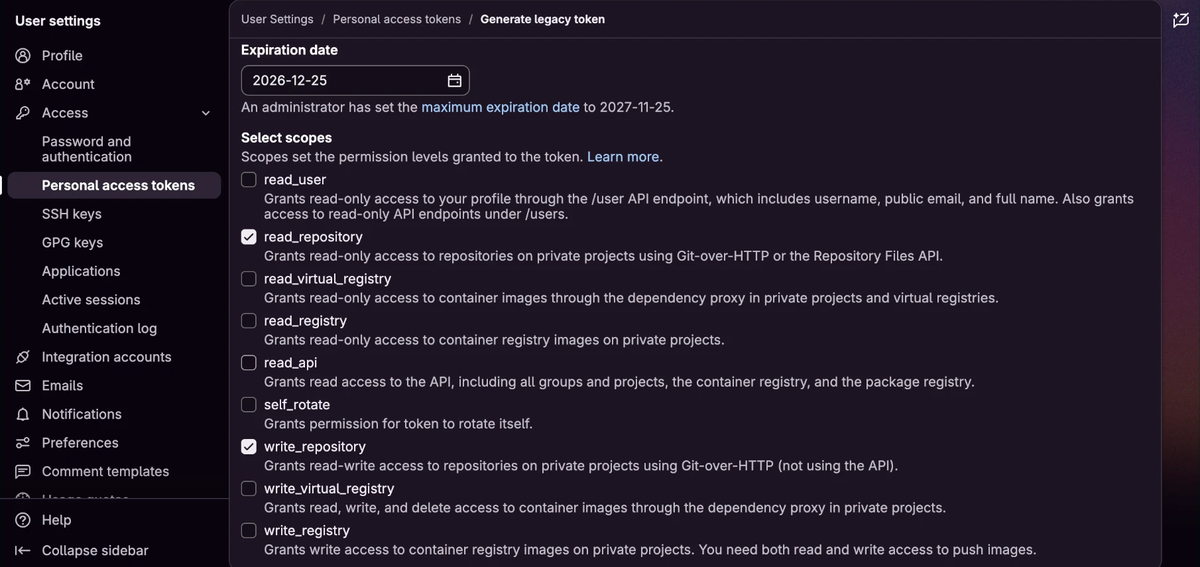 User settings
Profile
Account
Access
Password and
authentication
Personal access tokens
SSH keys
GPG keys
Applications
Active sessions
Authentication log
Integration accounts
Emails
Notifications
Preferences
Comment templates
Help
Collapse sidebar
User Settings / Personal access tokens / Generate legacy token
Expiration date
2026-12-25
An administrator has set the maximum expiration date to 2027-11-25.
Select scopes
Scopes set the permission levels granted to the token. Learn more.
read_user
Grants read-only access to your profile through the /user API endpoint, which includes username, public email, and full name. Also grants
access to read-only API endpoints under /users.
read_repository
Grants read-only access to repositories on private projects using Git-over-HTTP or the Repository Files API.
read_virtual_registry
Grants read-only access to container images through the dependency proxy in private projects and virtual registries.
read_registry
Grants read-only access to container registry images on private projects.
read_api
Grants read access to the API, including all groups and projects, the container registry, and the package registry.
self_rotate
Grants permission for token to rotate itself.
write_repository
Grants read-write access to repositories on private projects using Git-over-HTTP (not using the API).
write_virtual_registry
Grants read, write, and delete access to container images through the dependency proxy in private projects.
write_registry
Grants write access to container registry images on private projects. You need both read and write access to push images.